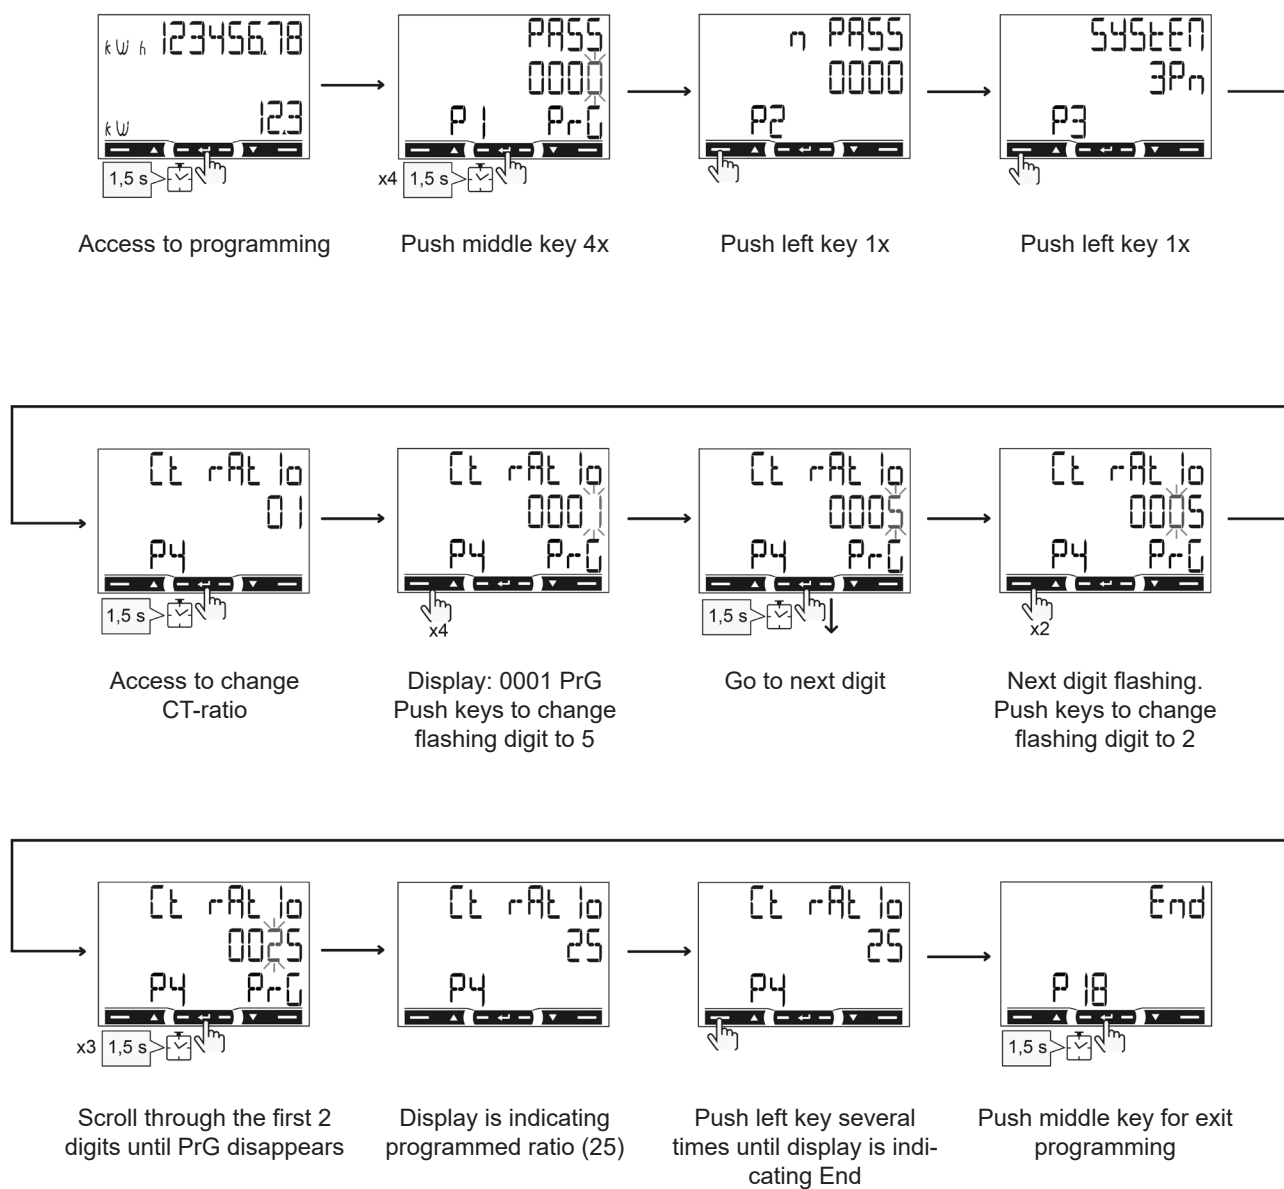 kWh 12345678
kW 12.3
1,5 s
Access to programming
PASS
0000
P1 PrG
x4 1,5 s
Push middle key 4x
n PASS
0000
P2
Push left key 1x
SYStEM
3Pn
P3
Push left key 1x
Ct rAtIo
01
P4
1,5 s
Access to change
CT-ratio
Ct rAtIo
0001
P4 PrG
x4
Display: 0001 PrG
Push keys to change
flashing digit to 5
Ct rAtIo
0005
P4 PrG
1,5 s
Go to next digit
Ct rAtIo
0005
P4 PrG
x2
Next digit flashing.
Push keys to change
flashing digit to 2
Ct rAtIo
0025
P4 PrG
x3 1,5 s
Scroll through the first 2
digits until PrG disappears
Ct rAtIo
25
P4
Display is indicating
programmed ratio (25)
Ct rAtIo
25
P4
Push left key several
times until display is indi-
cating End
End
P18
1,5 s
Push middle key for exit
programming